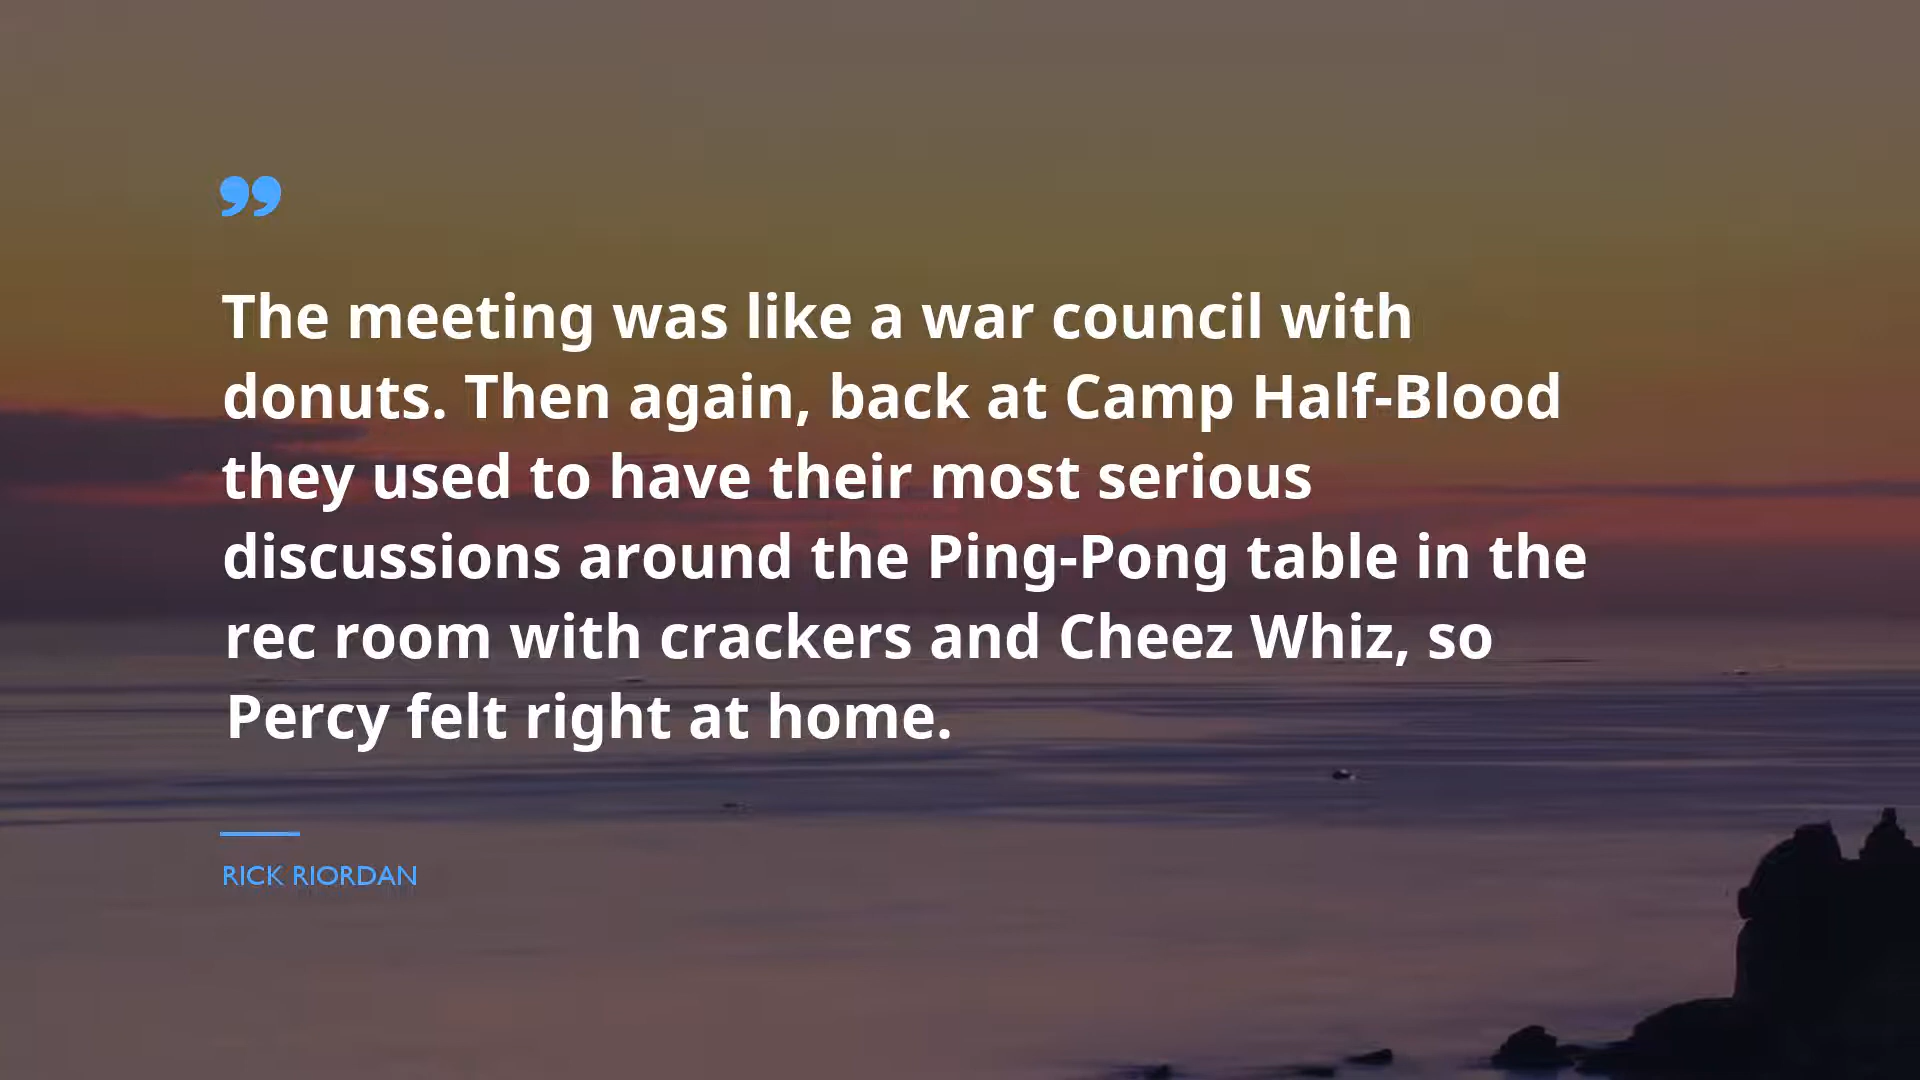 ”
The meeting was like a war council with
donuts. Then again, back at Camp Half-Blood
they used to have their most serious
discussions around the Ping-Pong table in the
rec room with crackers and Cheez Whiz, so
Percy felt right at home.
RICK RIORDAN